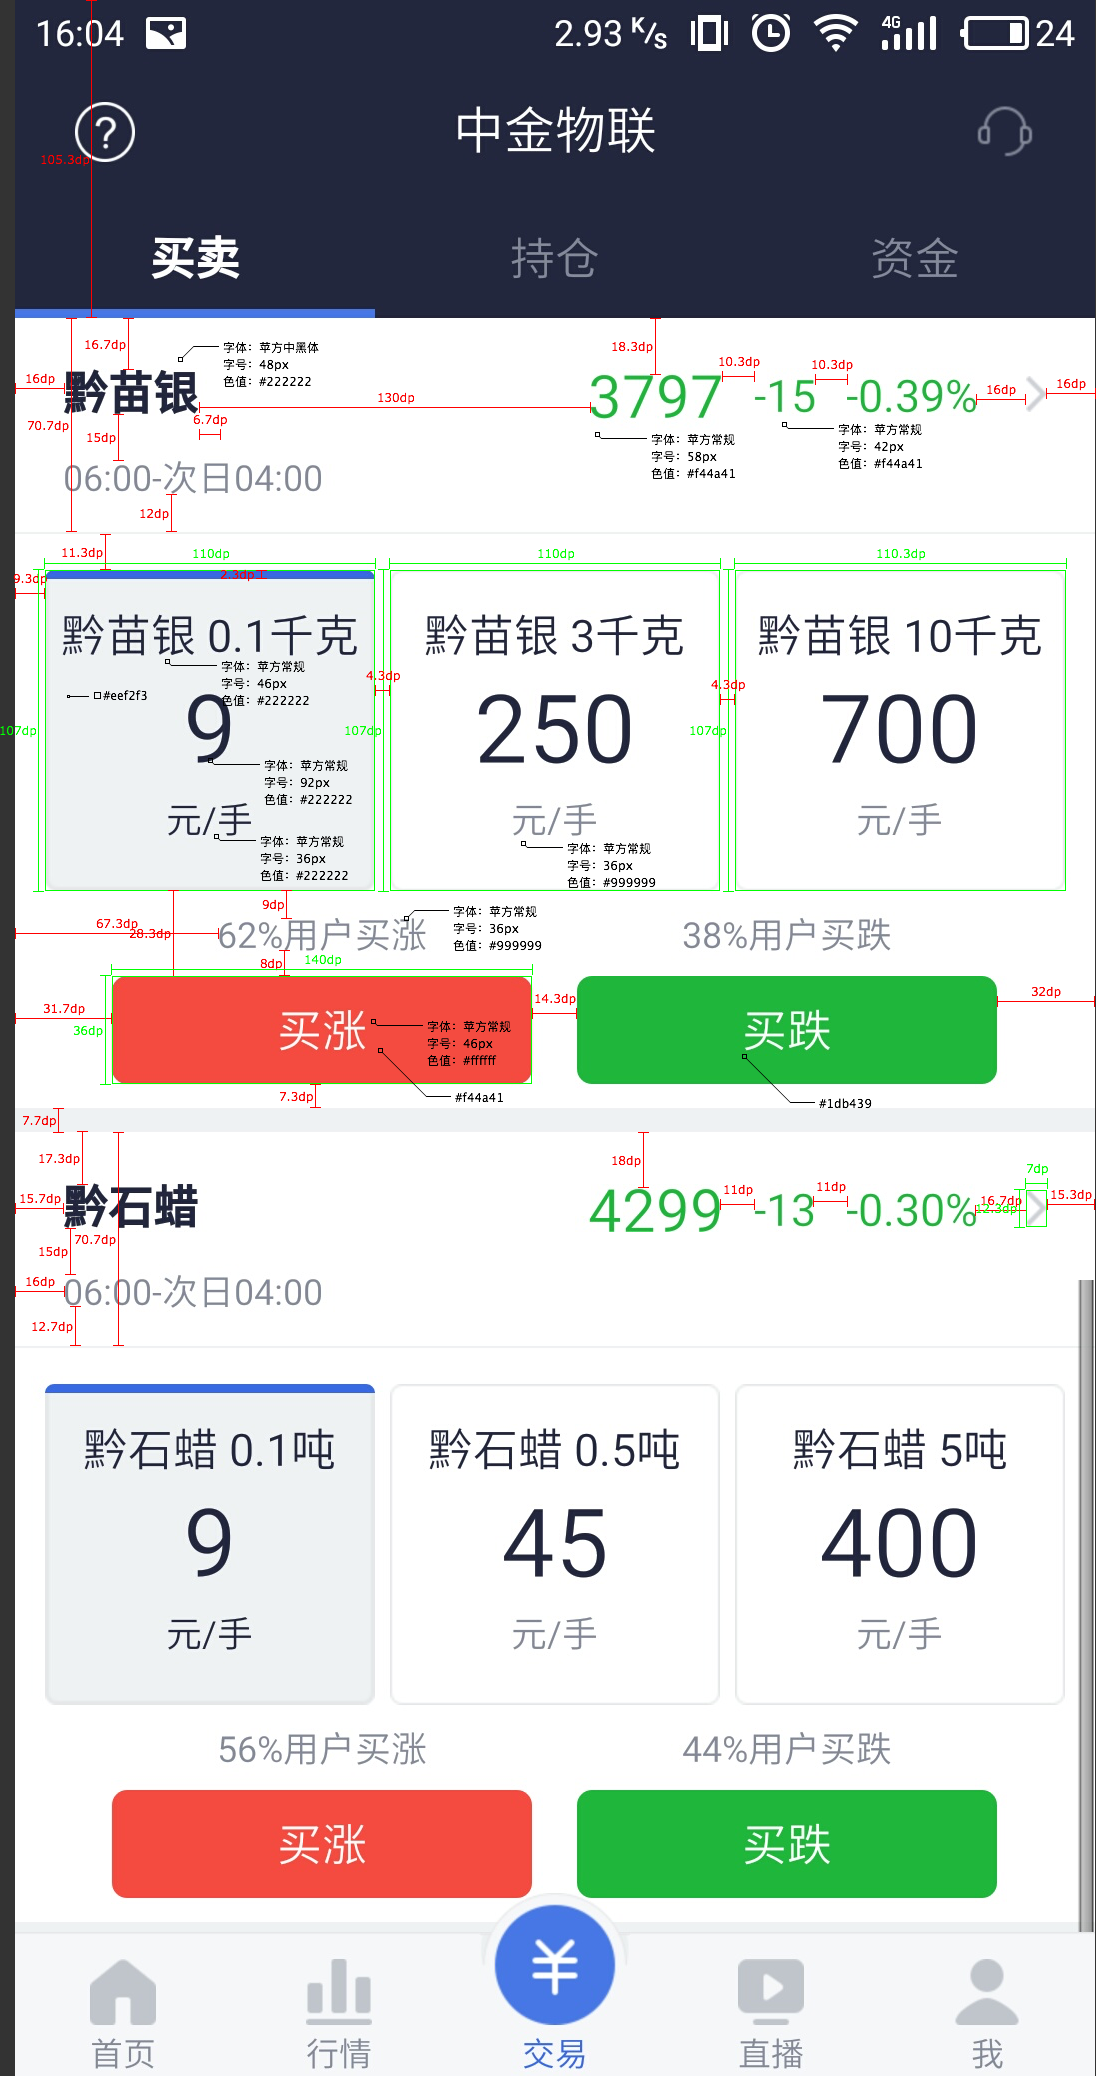 16:04 2.93 K/s 4G 24
?
中金物联
105.3dp
买卖 持仓 资金
16.7dp
字体：苹方中黑体
字号：48px
色值：#222222
18.3dp
10.3dp
10.3dp
16dp
黔苗银
130dp
3797 -15 -0.39%
16dp
16dp
6.7dp
70.7dp
15dp
字体：苹方常规
字号：58px
色值：#f44a41
字体：苹方常规
字号：42px
色值：#f44a41
06:00-次日04:00
12dp
11.3dp
110dp
110dp
110.3dp
9.3dp
2.3dp
黔苗银 0.1千克
黔苗银 3千克
黔苗银 10千克
字体：苹方常规
字号：46px
色值：#222222
#eef2f3
4.3dp
4.3dp
9
250
700
107dp
107dp
107dp
字体：苹方常规
字号：92px
色值：#222222
元/手
元/手
元/手
字体：苹方常规
字号：36px
色值：#222222
字体：苹方常规
字号：36px
色值：#999999
9dp
67.3dp
28.3dp
62%用户买涨
字体：苹方常规
字号：36px
色值：#999999
38%用户买跌
8dp
140dp
31.7dp
36dp
14.3dp
32dp
买涨
字体：苹方常规
字号：46px
色值：#ffffff
买跌
7.3dp
#f44a41
#1db439
7.7dp
17.3dp
18dp
7dp
15.7dp
黔石蜡
4299 -13 -0.30%
11dp
11dp
16.7dp
12.3dp
15.3dp
15dp
70.7dp
16dp
06:00-次日04:00
12.7dp
黔石蜡 0.1吨
黔石蜡 0.5吨
黔石蜡 5吨
9
45
400
元/手
元/手
元/手
56%用户买涨
44%用户买跌
买涨
买跌
¥
首页 行情 交易 直播 我